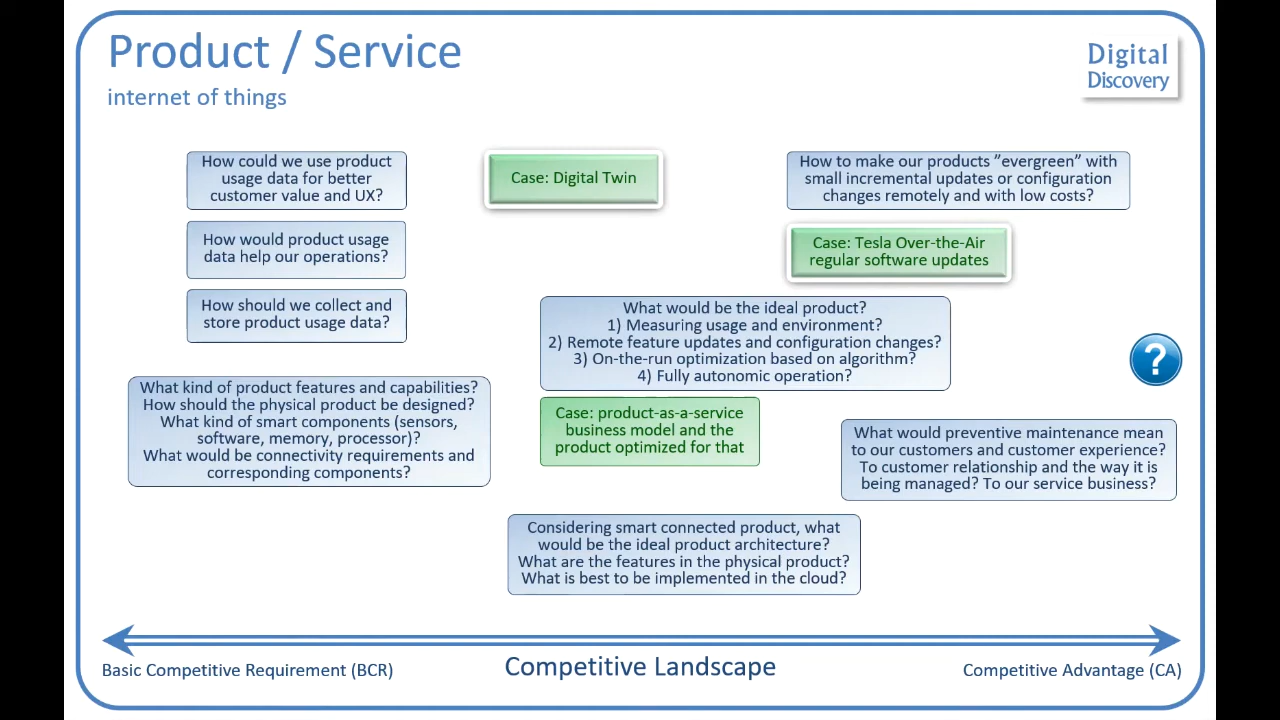 Product / Service
internet of things
Digital
Discovery
How could we use product
usage data for better
customer value and UX?
Case: Digital Twin
How to make our products ”evergreen” with
small incremental updates or configuration
changes remotely and with low costs?
How would product usage
data help our operations?
Case: Tesla Over-the-Air
regular software updates
How should we collect and
store product usage data?
What would be the ideal product?
1) Measuring usage and environment?
2) Remote feature updates and configuration changes?
3) On-the-run optimization based on algorithm?
4) Fully autonomic operation?
?
What kind of product features and capabilities?
How should the physical product be designed?
What kind of smart components (sensors,
software, memory, processor)?
What would be connectivity requirements and
corresponding components?
Case: product-as-a-service
business model and the
product optimized for that
What would preventive maintenance mean
to our customers and customer experience?
To customer relationship and the way it is
being managed? To our service business?
Considering smart connected product, what
would be the ideal product architecture?
What are the features in the physical product?
What is best to be implemented in the cloud?
Basic Competitive Requirement (BCR)
Competitive Landscape
Competitive Advantage (CA)